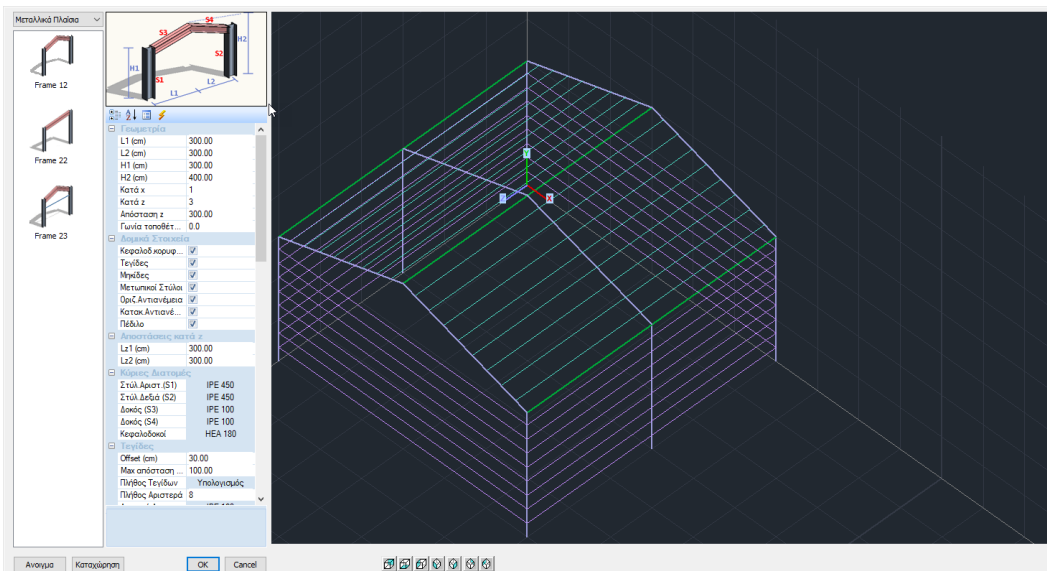 Μεταλλικά Πλαίσια
Frame 12
Frame 22
Frame 23
S4
S3
H2
S2
H1
S1
L2
L1
Γεωμετρία
L1 (cm) 300.00
L2 (cm) 300.00
H1 (cm) 300.00
H2 (cm) 400.00
Κατά x 1
Κατά z 3
Απόσταση z 300.00
Γωνία τοποθέτ... 0.0
Δομικά Στοιχεία
Κεφαλοδ.κορυφ...
Τεγίδες
Μηκίδες
Μετωπικοί Στύλοι
Οριζ.Αντιανέμεια
Κατακ.Αντιανέ...
Πέδιλο
Αποστάσεις κατά z
Lz1 (cm) 300.00
Lz2 (cm) 300.00
Κύριες Διατομές
Στύλ.Αριστ.(S1) IPE 450
Στύλ.Δεξιά (S2) IPE 450
Δοκός (S3) IPE 100
Δοκός (S4) IPE 100
Κεφαλοδοκοί HEA 180
Τεγίδες
Offset (cm) 30.00
Max απόσταση ... 100.00
Πλήθος Τεγίδων Υπολογισμός
Πλήθος Αριστερά 8
Y
Z
X
Ανοιγμα
Καταχώρηση
OK
Cancel